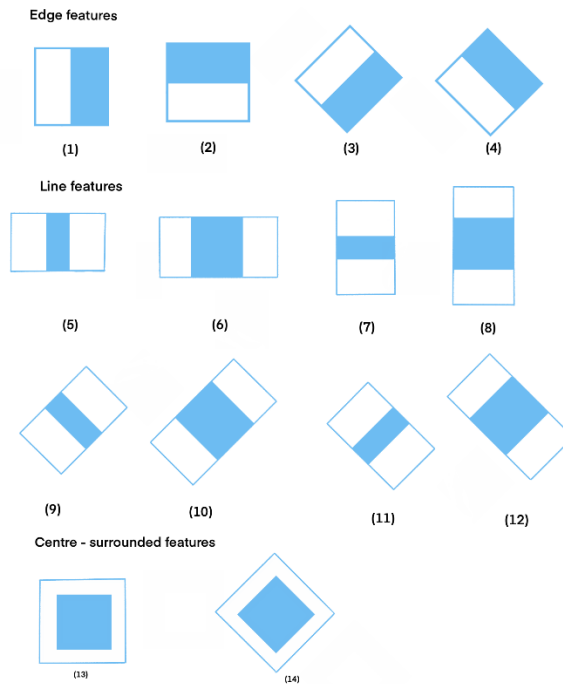 Edge features
(1) (2) (3) (4)
Line features
(5) (6) (7) (8)
(9) (10) (11) (12)
Centre - surrounded features
(13) (14)